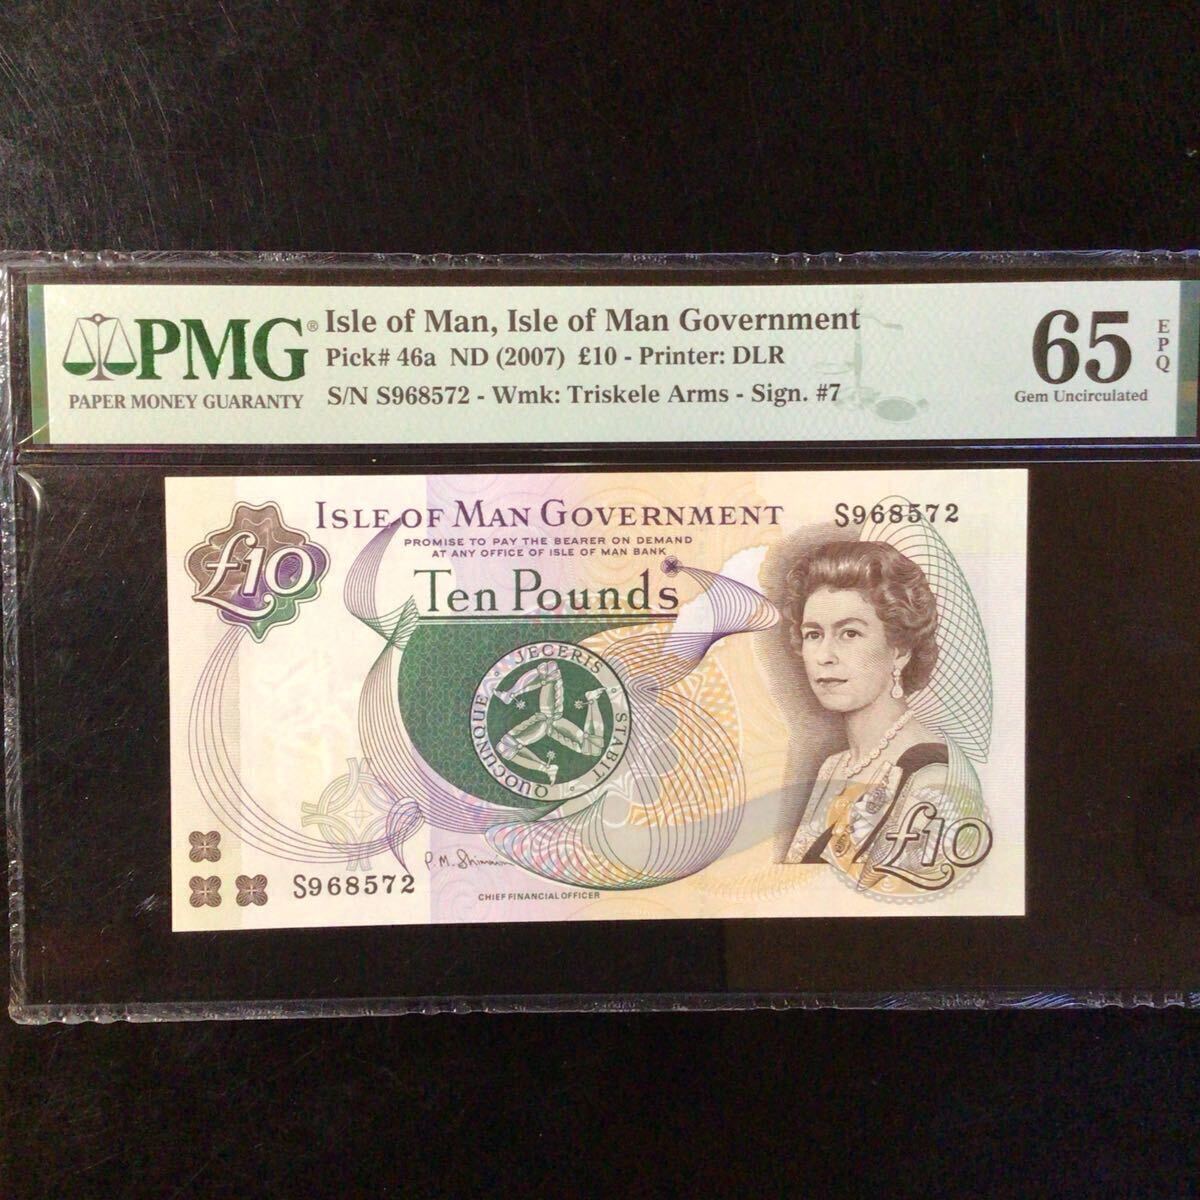 PMG®
PAPER MONEY GUARANTY
Isle of Man, Isle of Man Government
Pick# 46a ND (2007) £10 - Printer: DLR
S/N S968572 - Wmk: Triskele Arms - Sign. #7
65
EPQ
Gem Uncirculated
£10
ISLE OF MAN GOVERNMENT
S968572
PROMISE TO PAY THE BEARER ON DEMAND
AT ANY OFFICE OF ISLE OF MAN BANK
Ten Pounds
QUOCUNQUE · JECERIS · STABIT ·
P. M. Shimmin
CHIEF FINANCIAL OFFICER
S968572
£10